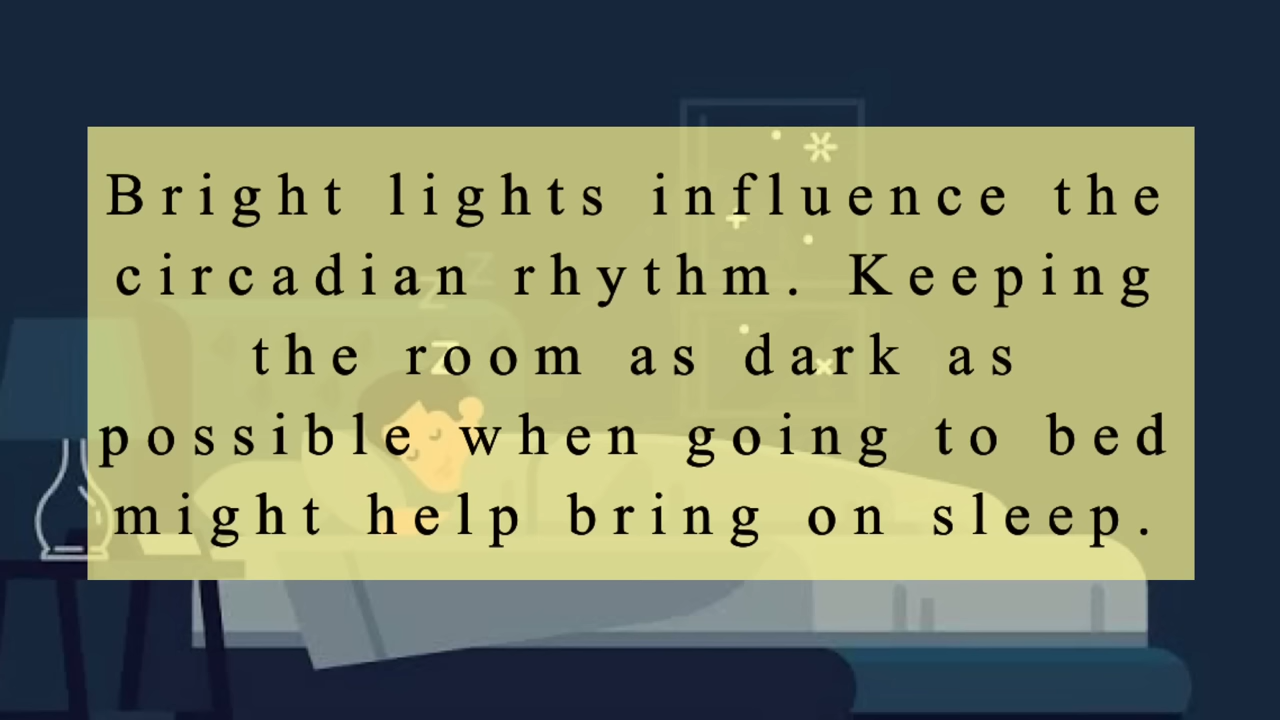 Bright lights influence the
circadian rhythm. Keeping
the room as dark as
possible when going to bed
might help bring on sleep.
z
z
z